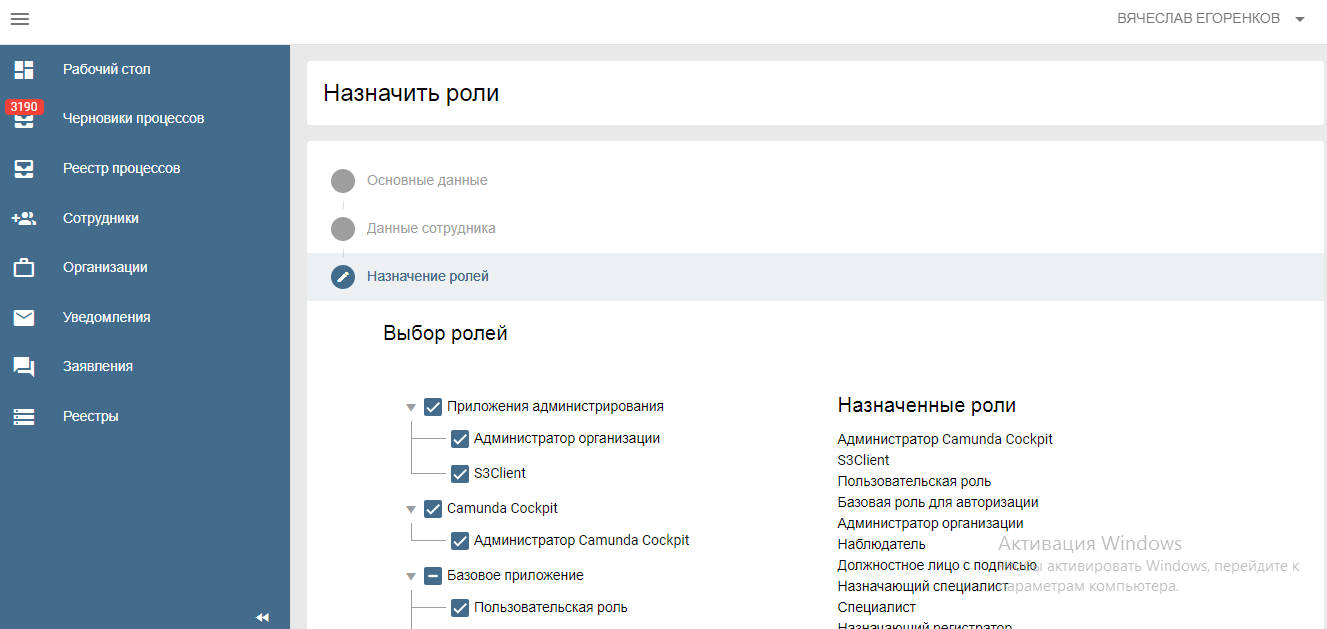 ВЯЧЕСЛАВ ЕГОРЕНКОВ
Рабочий стол
3190
Черновики процессов
Реестр процессов
Сотрудники
Организации
Уведомления
Заявления
Реестры
Назначить роли
Основные данные
Данные сотрудника
Назначение ролей
Выбор ролей
Приложения администрирования
Администратор организации
S3Client
Camunda Cockpit
Администратор Camunda Cockpit
Базовое приложение
Пользовательская роль
Назначенные роли
Администратор Camunda Cockpit
S3Client
Пользовательская роль
Базовая роль для авторизации
Администратор организации
Наблюдатель
Должностное лицо с подписью
Назначающий специалист
Специалист
Назначающий регистратор
Активация Windows
Чтобы активировать Windows, перейдите к
параметрам компьютера.